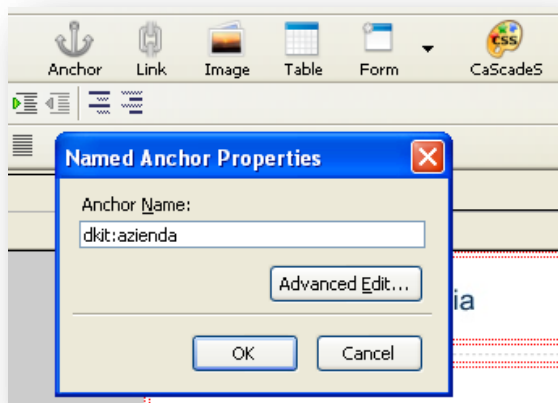 Anchor Link Image Table Form CaScadeS
CSS
Named Anchor Properties
Anchor Name:
dkit:azienda
Advanced Edit...
ia
OK Cancel